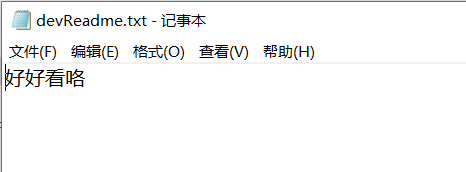 devReadme.txt - 记事本
文件(F) 编辑(E) 格式(O) 查看(V) 帮助(H)
好好看咯